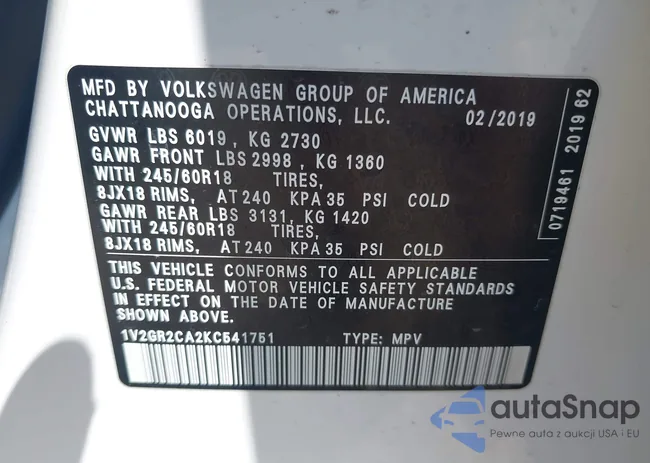 MFD BY VOLKSWAGEN GROUP OF AMERICA
CHATTANOOGA OPERATIONS, LLC. 02/2019
GVWR LBS 6019 , KG 2730
GAWR FRONT LBS 2998 , KG 1360
WITH 245/60R18 TIRES,
8JX18 RIMS, AT 240 KPA 35 PSI COLD
GAWR REAR LBS 3131, KG 1420
WITH 245/60R18 TIRES,
8JX18 RIMS, AT 240 KPA 35 PSI COLD
THIS VEHICLE CONFORMS TO ALL APPLICABLE
U.S. FEDERAL MOTOR VEHICLE SAFETY STANDARDS
IN EFFECT ON THE DATE OF MANUFACTURE
SHOWN ABOVE.
1V2GR2CA2KC541751 TYPE: MPV
0719461 2019 62
autaSnap
Pewne auta z aukcji USA i EU